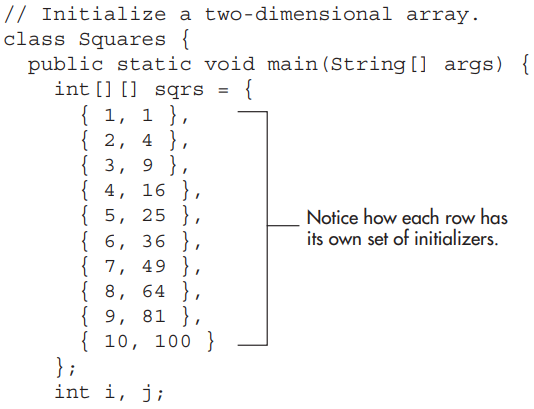 // Initialize a two-dimensional array.
class Squares {
  public static void main(String[] args) {
    int[][] sqrs = {
      { 1, 1 },
      { 2, 4 },
      { 3, 9 },
      { 4, 16 },
      { 5, 25 },
      { 6, 36 },
      { 7, 49 },
      { 8, 64 },
      { 9, 81 },
      { 10, 100 }
    };
    int i, j;
Notice how each row has
its own set of initializers.